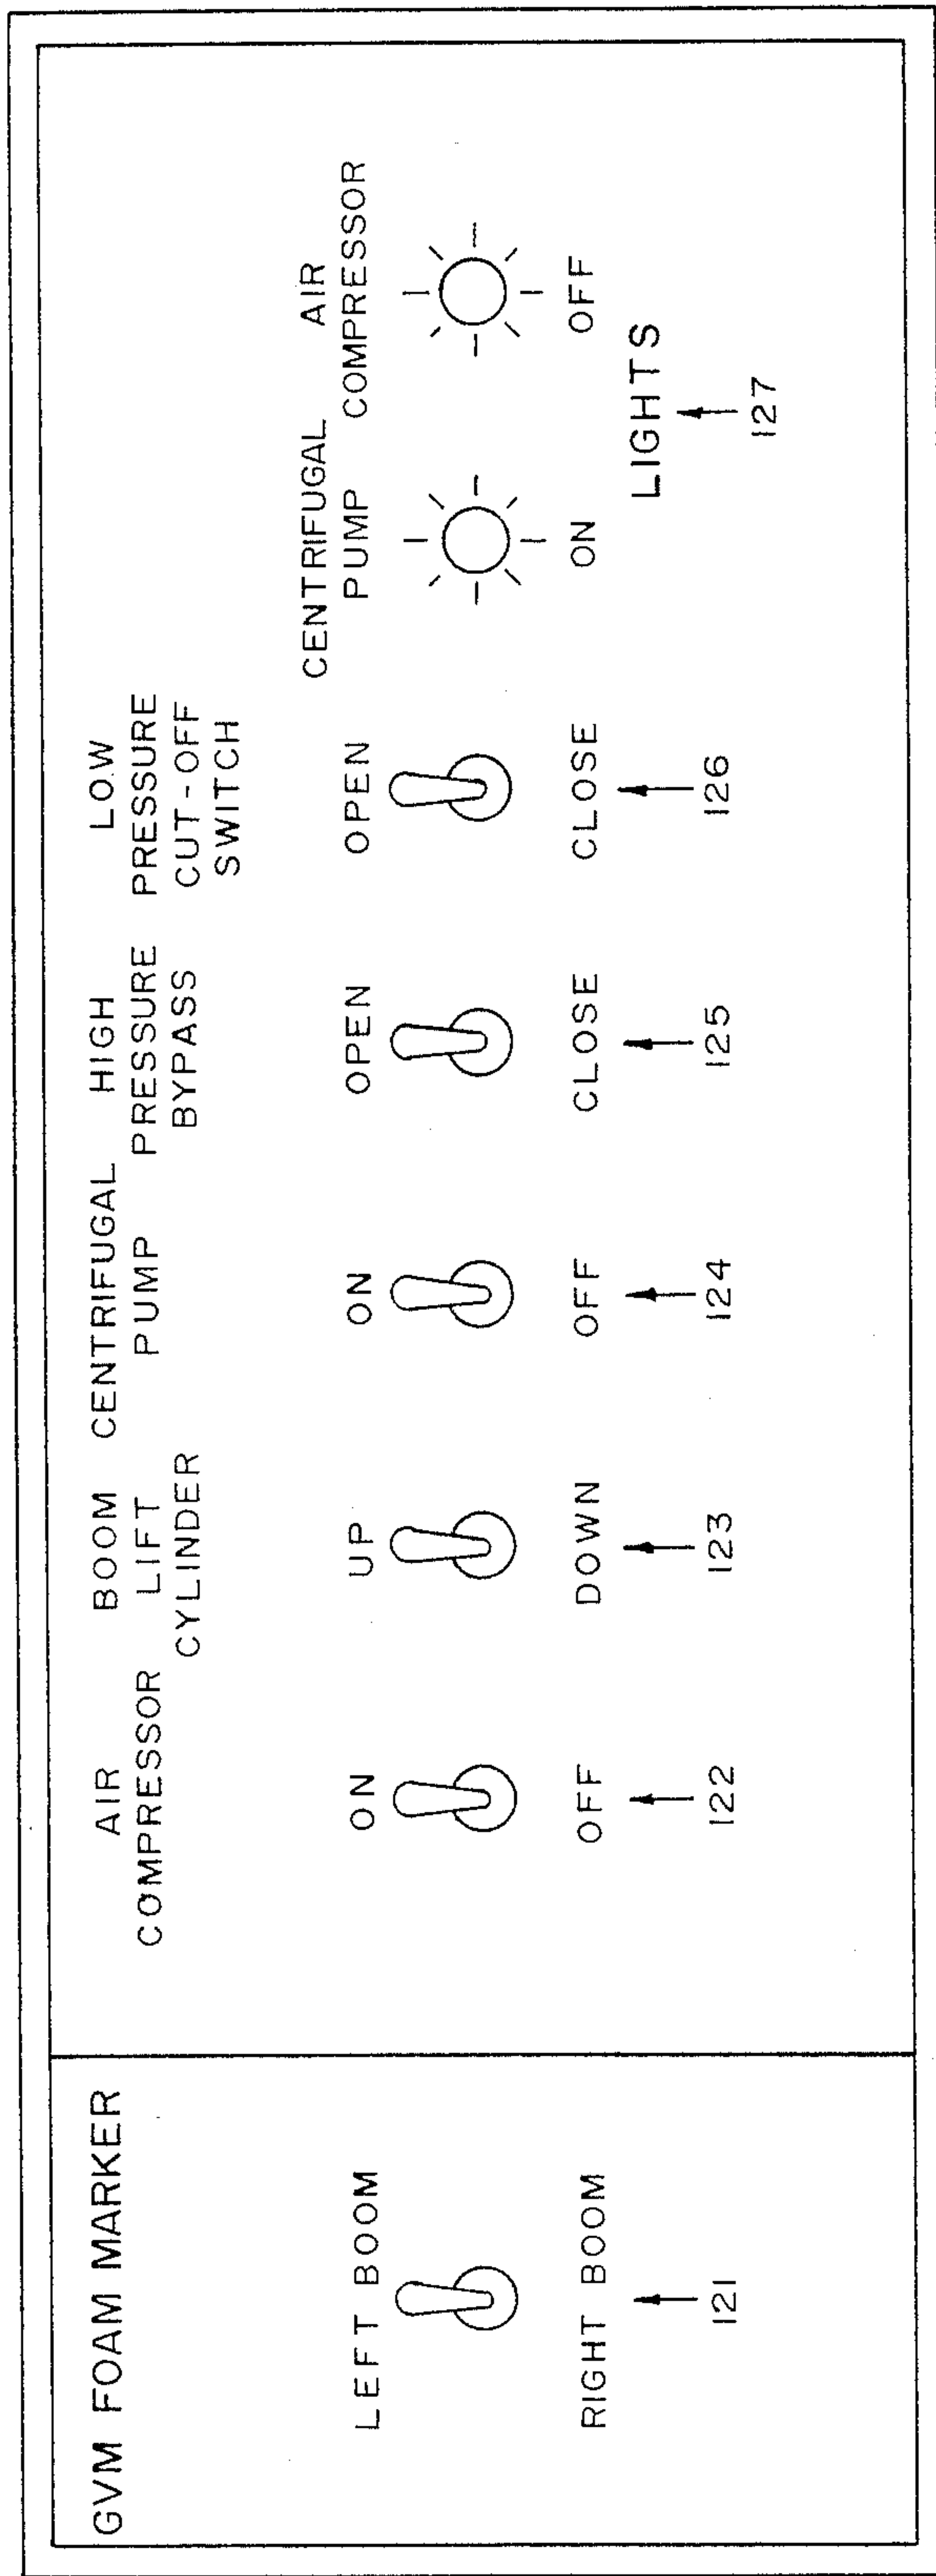 GVM FOAM MARKER
LEFT BOOM
RIGHT BOOM
121
AIR
COMPRESSOR
ON
OFF
122
BOOM
LIFT
CYLINDER
UP
DOWN
123
CENTRIFUGAL
PUMP
ON
OFF
124
HIGH
PRESSURE
BYPASS
OPEN
CLOSE
125
LOW
PRESSURE
CUT-OFF
SWITCH
OPEN
CLOSE
126
CENTRIFUGAL
PUMP
ON
AIR
COMPRESSOR
OFF
LIGHTS
127